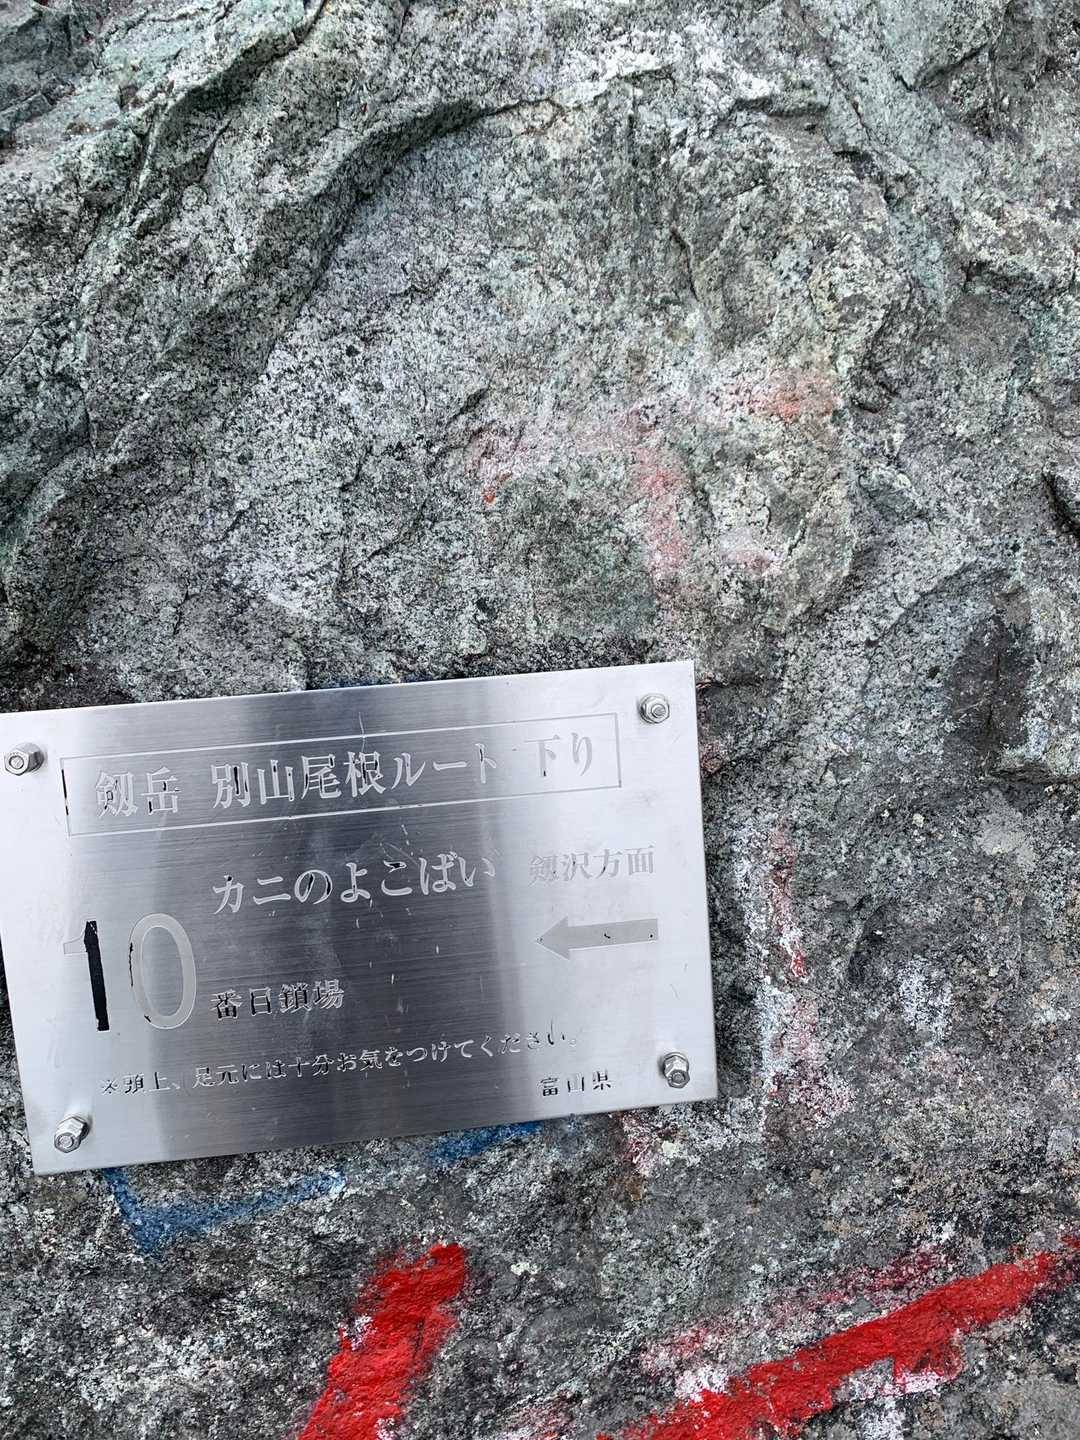 剱岳 別山尾根ルート 下り
カニのよこばい 剱沢方面
10番目鎖場
※頭上、足元には十分お気をつけてください。
富山県